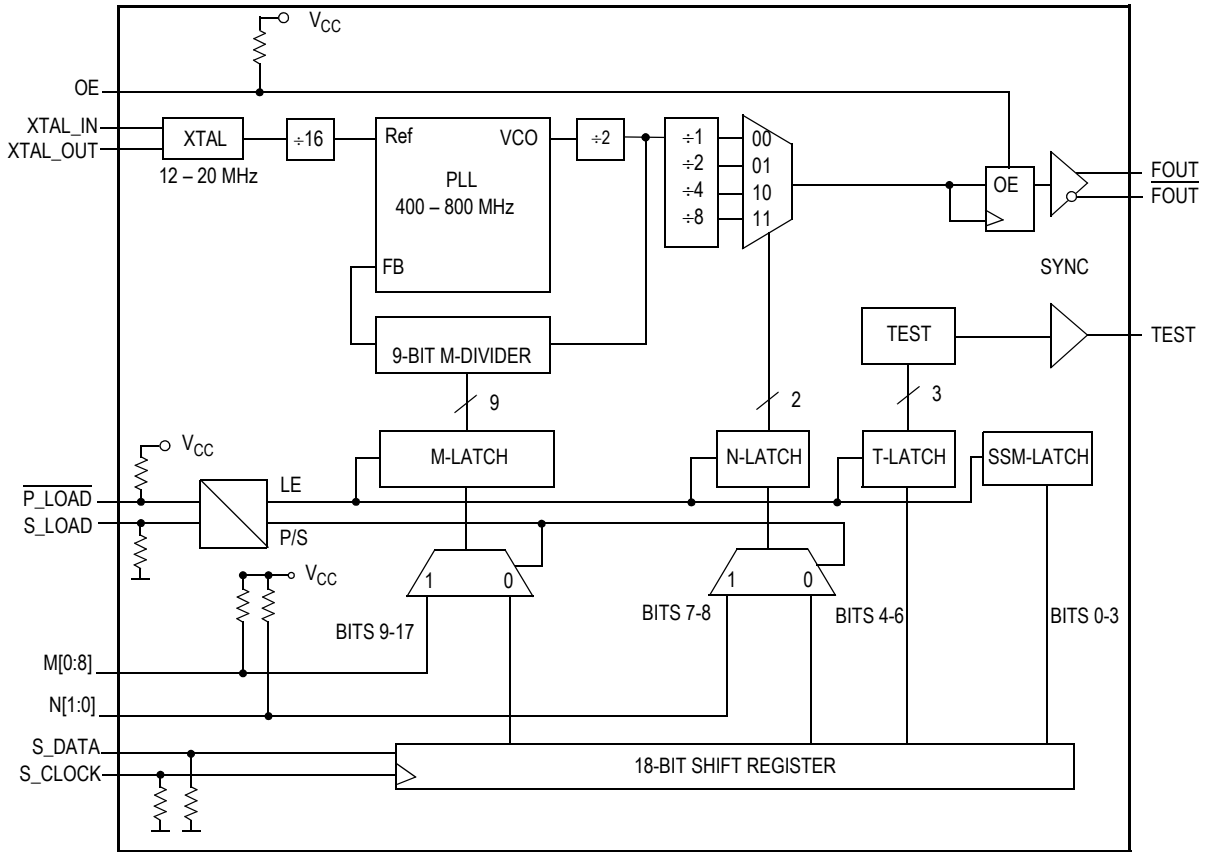 V_CC
OE
XTAL_IN
XTAL_OUT
XTAL
12 – 20 MHz
÷16
Ref
VCO
PLL
400 – 800 MHz
FB
÷2
÷1
÷2
÷4
÷8
00
01
10
11
OE
FOUT
FOUT
SYNC
9-BIT M-DIVIDER
TEST
TEST
9
2
3
V_CC
M-LATCH
N-LATCH
T-LATCH
SSM-LATCH
P_LOAD
S_LOAD
LE
P/S
V_CC
1
0
1
0
BITS 9-17
BITS 7-8
BITS 4-6
BITS 0-3
M[0:8]
N[1:0]
S_DATA
S_CLOCK
18-BIT SHIFT REGISTER